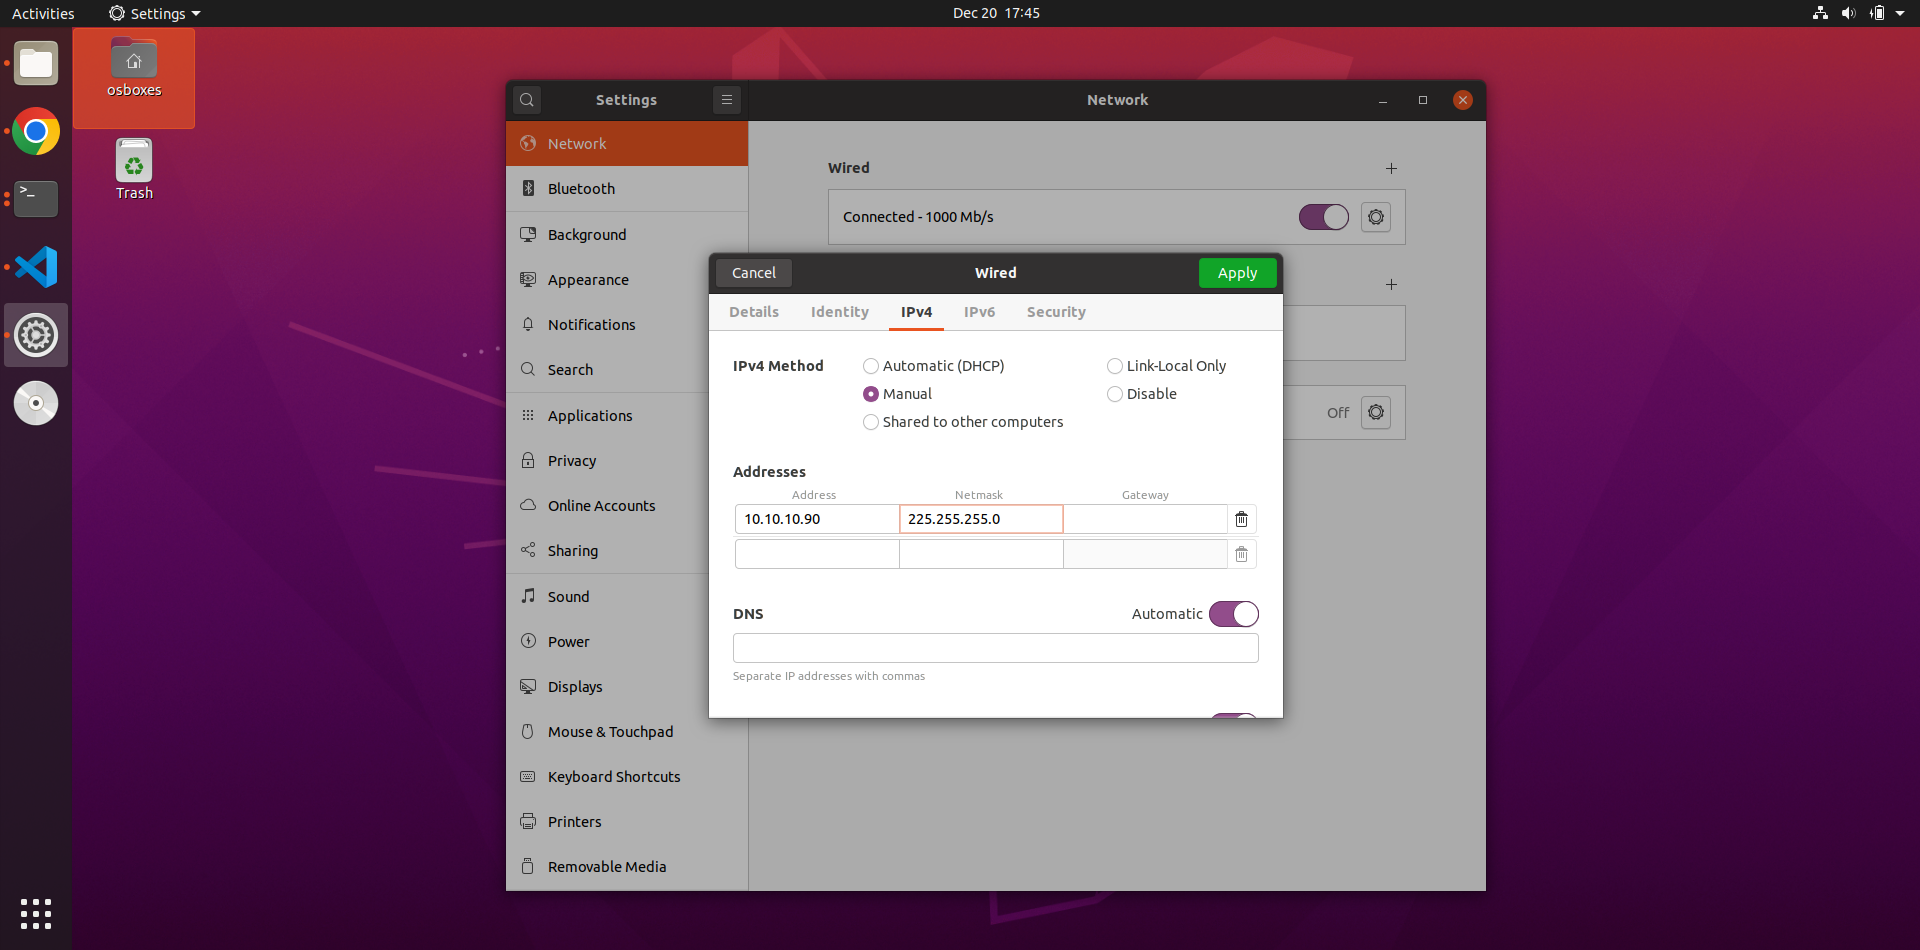 Activities
Settings
Dec 20 17:45
osboxes
Trash
>_
Settings
Network
Network
Bluetooth
Background
Appearance
Notifications
Search
Applications
Privacy
Online Accounts
Sharing
Sound
Power
Displays
Mouse & Touchpad
Keyboard Shortcuts
Printers
Removable Media
Wired
Connected - 1000 Mb/s
Off
Cancel
Wired
Apply
Details
Identity
IPv4
IPv6
Security
IPv4 Method
Automatic (DHCP)
Link-Local Only
Manual
Disable
Shared to other computers
Addresses
Address
Netmask
Gateway
10.10.10.90
225.255.255.0
DNS
Automatic
Separate IP addresses with commas